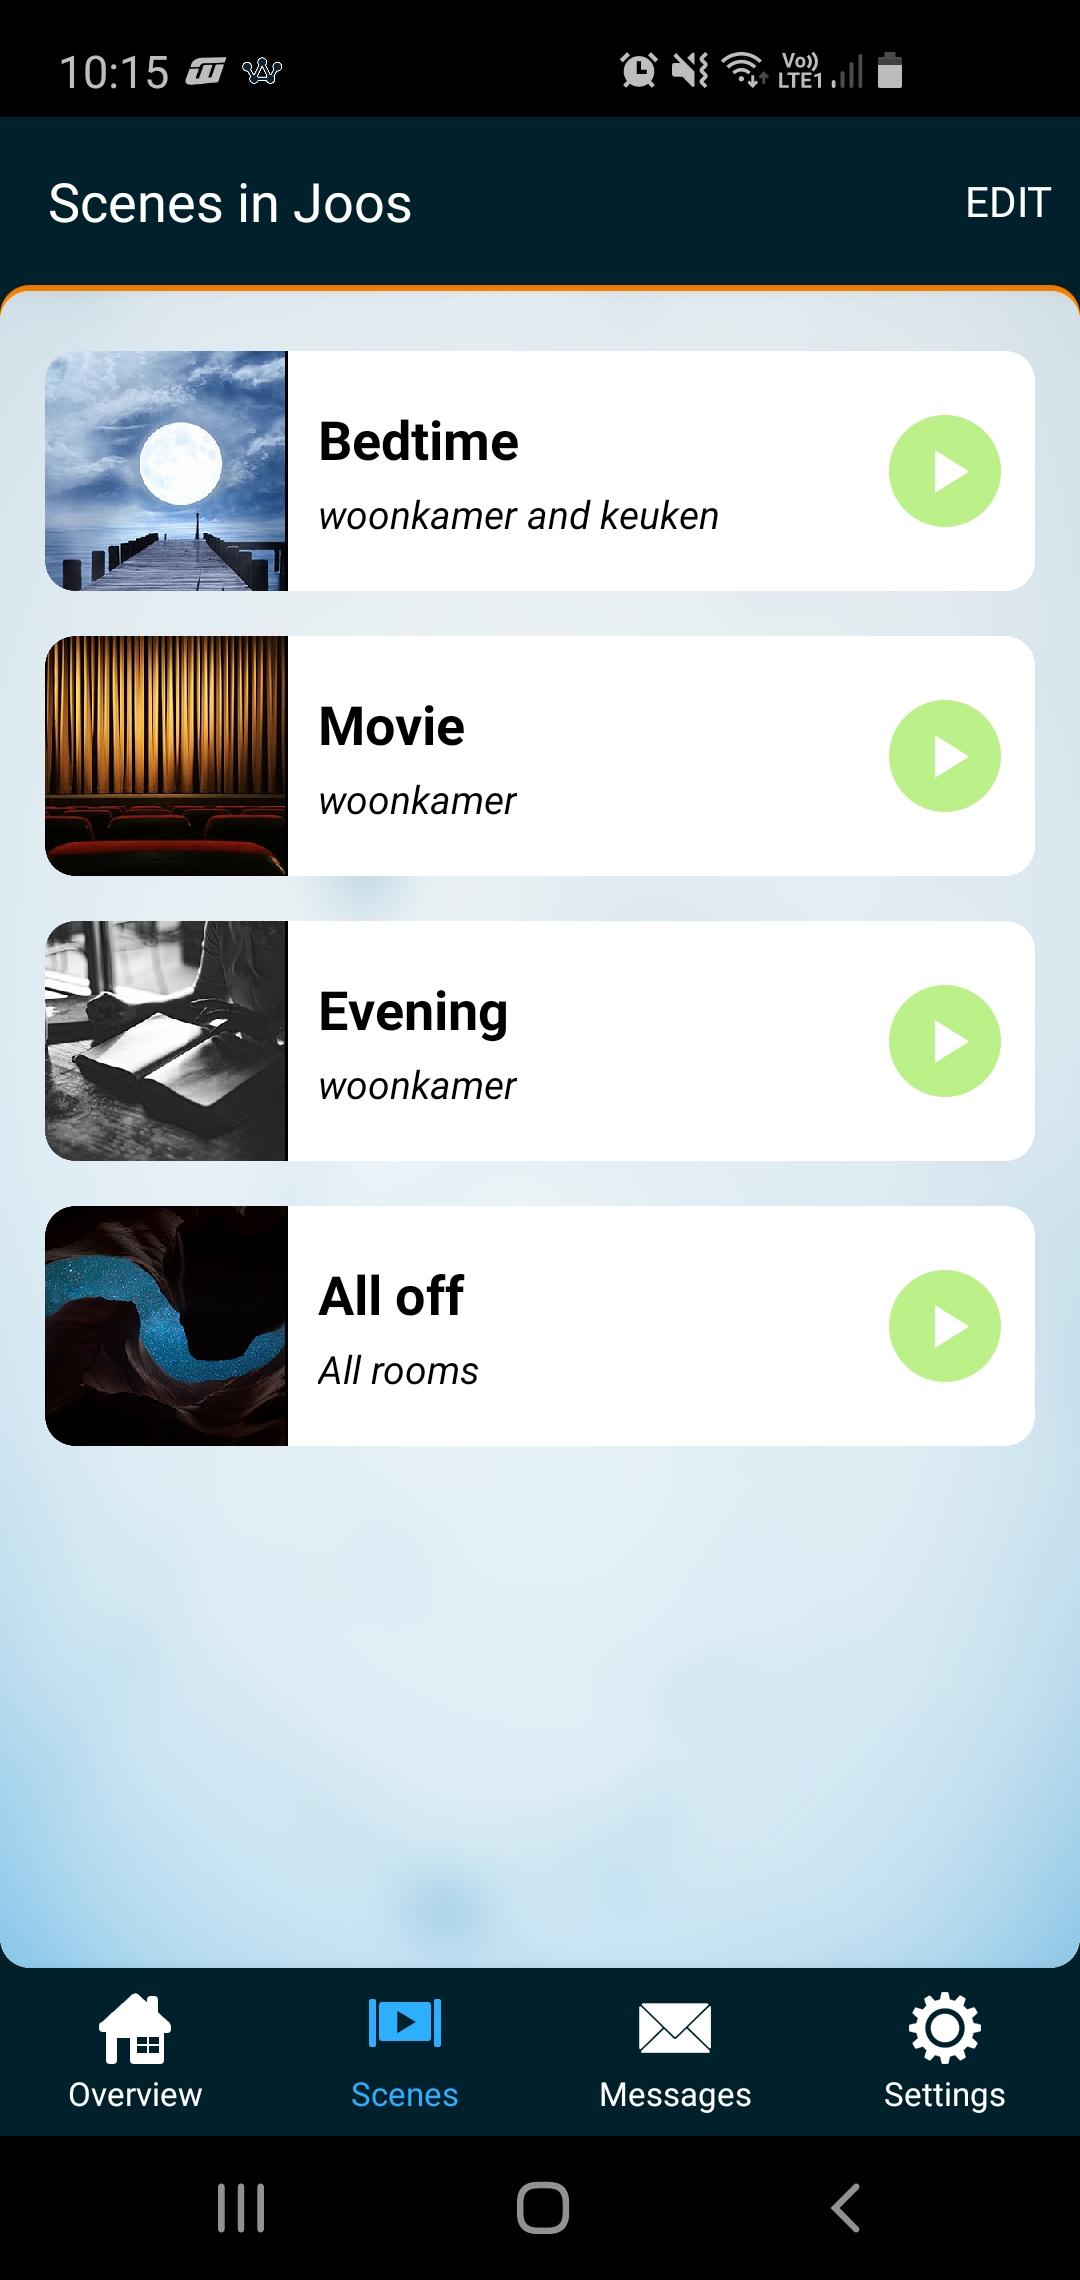 10:15
Vo))
LTE1
Scenes in Joos
EDIT
Bedtime
woonkamer and keuken
Movie
woonkamer
Evening
woonkamer
All off
All rooms
Overview
Scenes
Messages
Settings